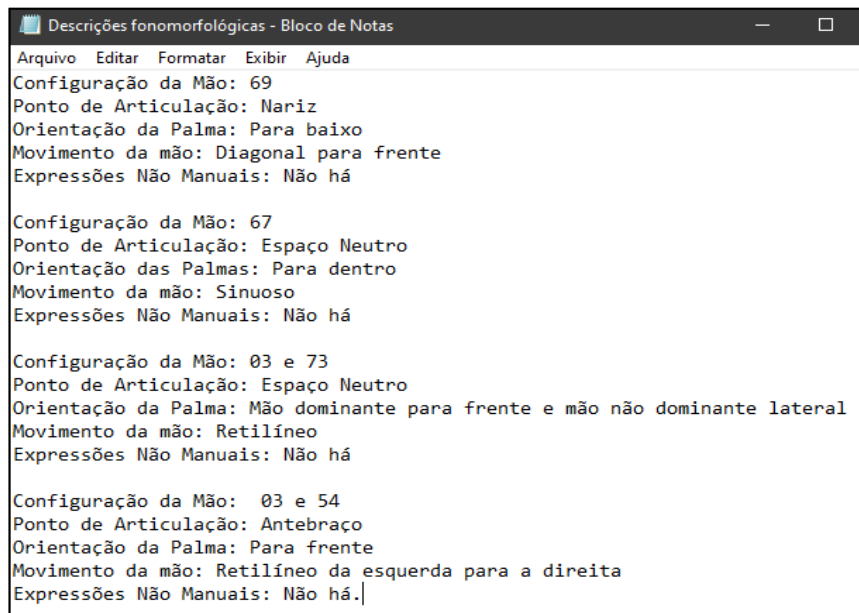 Descrições fonomorfológicas - Bloco de Notas
Arquivo Editar Formatar Exibir Ajuda
Configuração da Mão: 69
Ponto de Articulação: Nariz
Orientação da Palma: Para baixo
Movimento da mão: Diagonal para frente
Expressões Não Manuais: Não há
Configuração da Mão: 67
Ponto de Articulação: Espaço Neutro
Orientação das Palmas: Para dentro
Movimento da mão: Sinuoso
Expressões Não Manuais: Não há
Configuração da Mão: 03 e 73
Ponto de Articulação: Espaço Neutro
Orientação da Palma: Mão dominante para frente e mão não dominante lateral
Movimento da mão: Retilíneo
Expressões Não Manuais: Não há
Configuração da Mão:  03 e 54
Ponto de Articulação: Antebraço
Orientação da Palma: Para frente
Movimento da mão: Retilíneo da esquerda para a direita
Expressões Não Manuais: Não há.